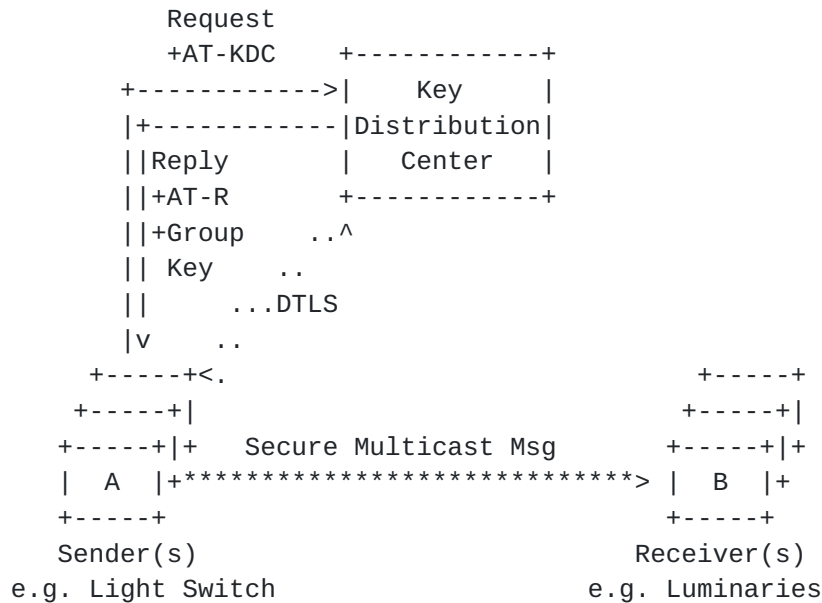 Request
+AT-KDC     +------------+
+------------>|    Key     |
|+------------|Distribution|
||Reply       |   Center   |
||+AT-R       +------------+
||+Group     ..^
|| Key    ..
||     ...DTLS
|v    ..
+-----+<.                              +-----+
+-----+|                               +-----+|
+-----+|+   Secure Multicast Msg       +-----+|+
|  A  |+*****************************> |  B  |+
+-----+                                +-----+
Sender(s)                            Receiver(s)
e.g. Light Switch                    e.g. Luminaries